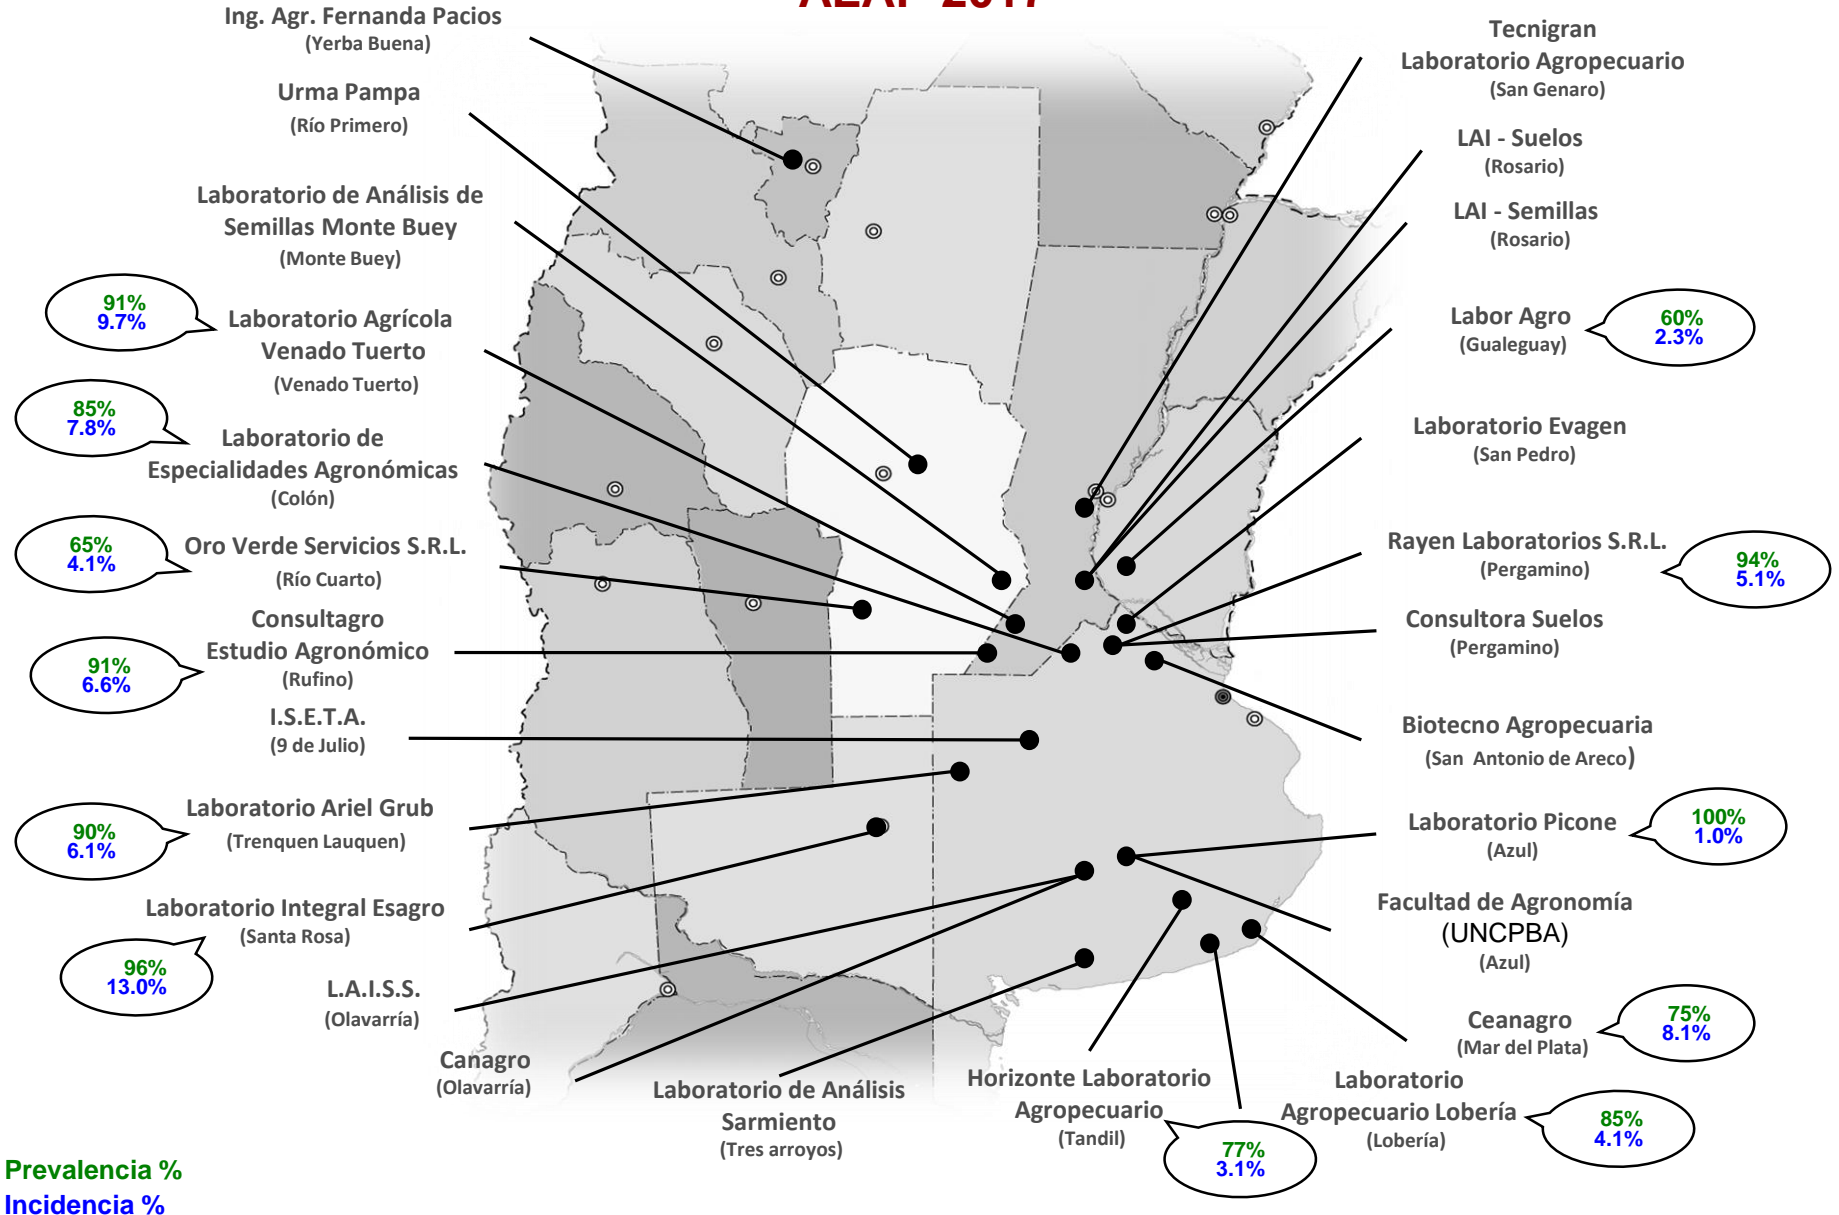 Ing. Agr. Fernanda Pacios
(Yerba Buena)
Urma Pampa
(Río Primero)
Laboratorio de Análisis de
Semillas Monte Buey
(Monte Buey)
91%
9.7%
Laboratorio Agrícola
Venado Tuerto
(Venado Tuerto)
85%
7.8%
Laboratorio de
Especialidades Agronómicas
(Colón)
65%
4.1%
Oro Verde Servicios S.R.L.
(Río Cuarto)
Consultagro
Estudio Agronómico
(Rufino)
91%
6.6%
I.S.E.T.A.
(9 de Julio)
Laboratorio Ariel Grub
(Trenquen Lauquen)
90%
6.1%
Laboratorio Integral Esagro
(Santa Rosa)
96%
13.0%
L.A.I.S.S.
(Olavarría)
Canagro
(Olavarría)
Laboratorio de Análisis
Sarmiento
(Tres arroyos)
Horizonte Laboratorio
Agropecuario
(Tandil)
77%
3.1%
Laboratorio
Agropecuario Lobería
(Lobería)
85%
4.1%
Ceanagro
(Mar del Plata)
75%
8.1%
Facultad de Agronomía
(UNCPBA)
(Azul)
Laboratorio Picone
(Azul)
100%
1.0%
Biotecno Agropecuaria
(San Antonio de Areco)
Consultora Suelos
(Pergamino)
Rayen Laboratorios S.R.L.
(Pergamino)
94%
5.1%
Laboratorio Evagen
(San Pedro)
Labor Agro
(Gualeguay)
60%
2.3%
LAI - Semillas
(Rosario)
LAI - Suelos
(Rosario)
Tecnigran
Laboratorio Agropecuario
(San Genaro)
Prevalencia %
Incidencia %